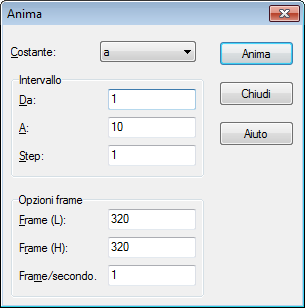 Anima
Costante: a Anima
Intervallo
Da: 1 Chiudi
A: 10 Aiuto
Step: 1
Opzioni frame
Frame (L): 320
Frame (H): 320
Frame/secondo. 1